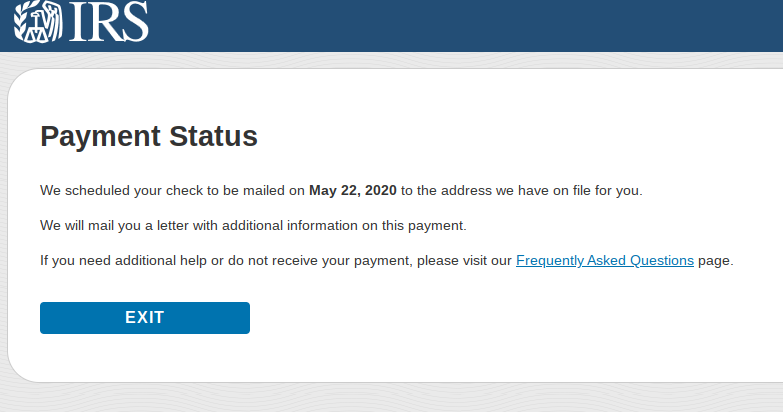 IRS
Payment Status
We scheduled your check to be mailed on May 22, 2020 to the address we have on file for you.
We will mail you a letter with additional information on this payment.
If you need additional help or do not receive your payment, please visit our Frequently Asked Questions page.
EXIT